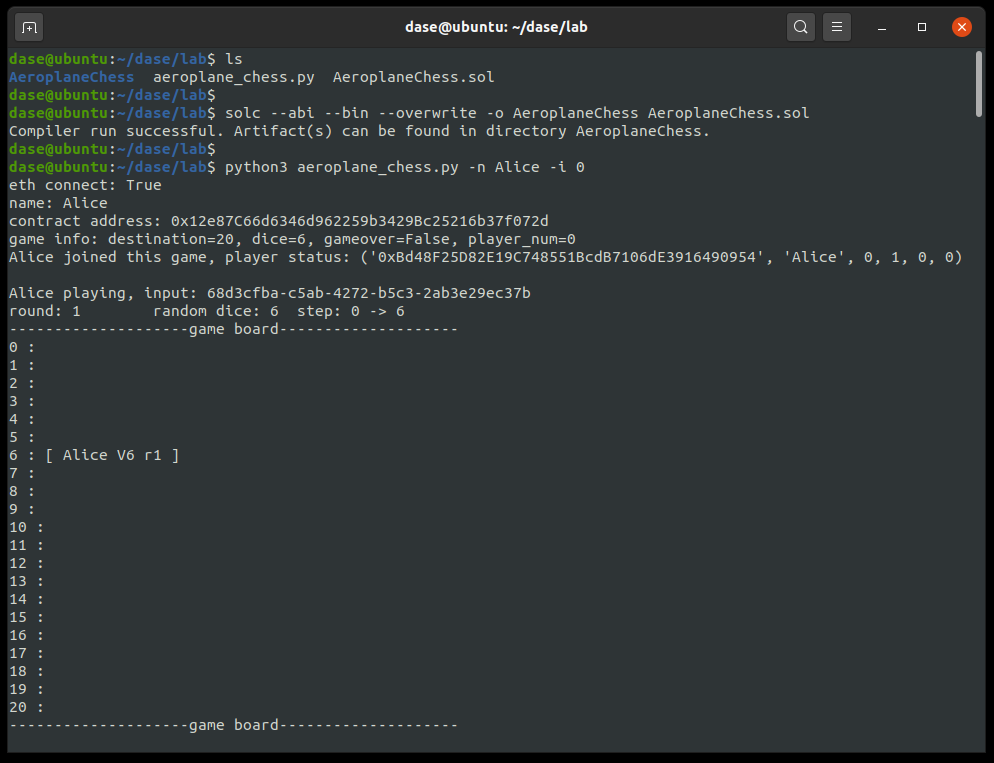 dase@ubuntu: ~/dase/lab
dase@ubuntu:~/dase/lab$ ls
AeroplaneChess  aeroplane_chess.py  AeroplaneChess.sol
dase@ubuntu:~/dase/lab$
dase@ubuntu:~/dase/lab$ solc --abi --bin --overwrite -o AeroplaneChess AeroplaneChess.sol
Compiler run successful. Artifact(s) can be found in directory AeroplaneChess.
dase@ubuntu:~/dase/lab$
dase@ubuntu:~/dase/lab$ python3 aeroplane_chess.py -n Alice -i 0
eth connect: True
name: Alice
contract address: 0x12e87C66d6346d962259b3429Bc25216b37f072d
game info: destination=20, dice=6, gameover=False, player_num=0
Alice joined this game, player status: ('0xBd48F25D82E19C748551BcdB7106dE3916490954', 'Alice', 0, 1, 0, 0)
Alice playing, input: 68d3cfba-c5ab-4272-b5c3-2ab3e29ec37b
round: 1        random dice: 6  step: 0 -> 6
--------------------game board--------------------
0 :
1 :
2 :
3 :
4 :
5 :
6 : [ Alice V6 r1 ]
7 :
8 :
9 :
10 :
11 :
12 :
13 :
14 :
15 :
16 :
17 :
18 :
19 :
20 :
--------------------game board--------------------